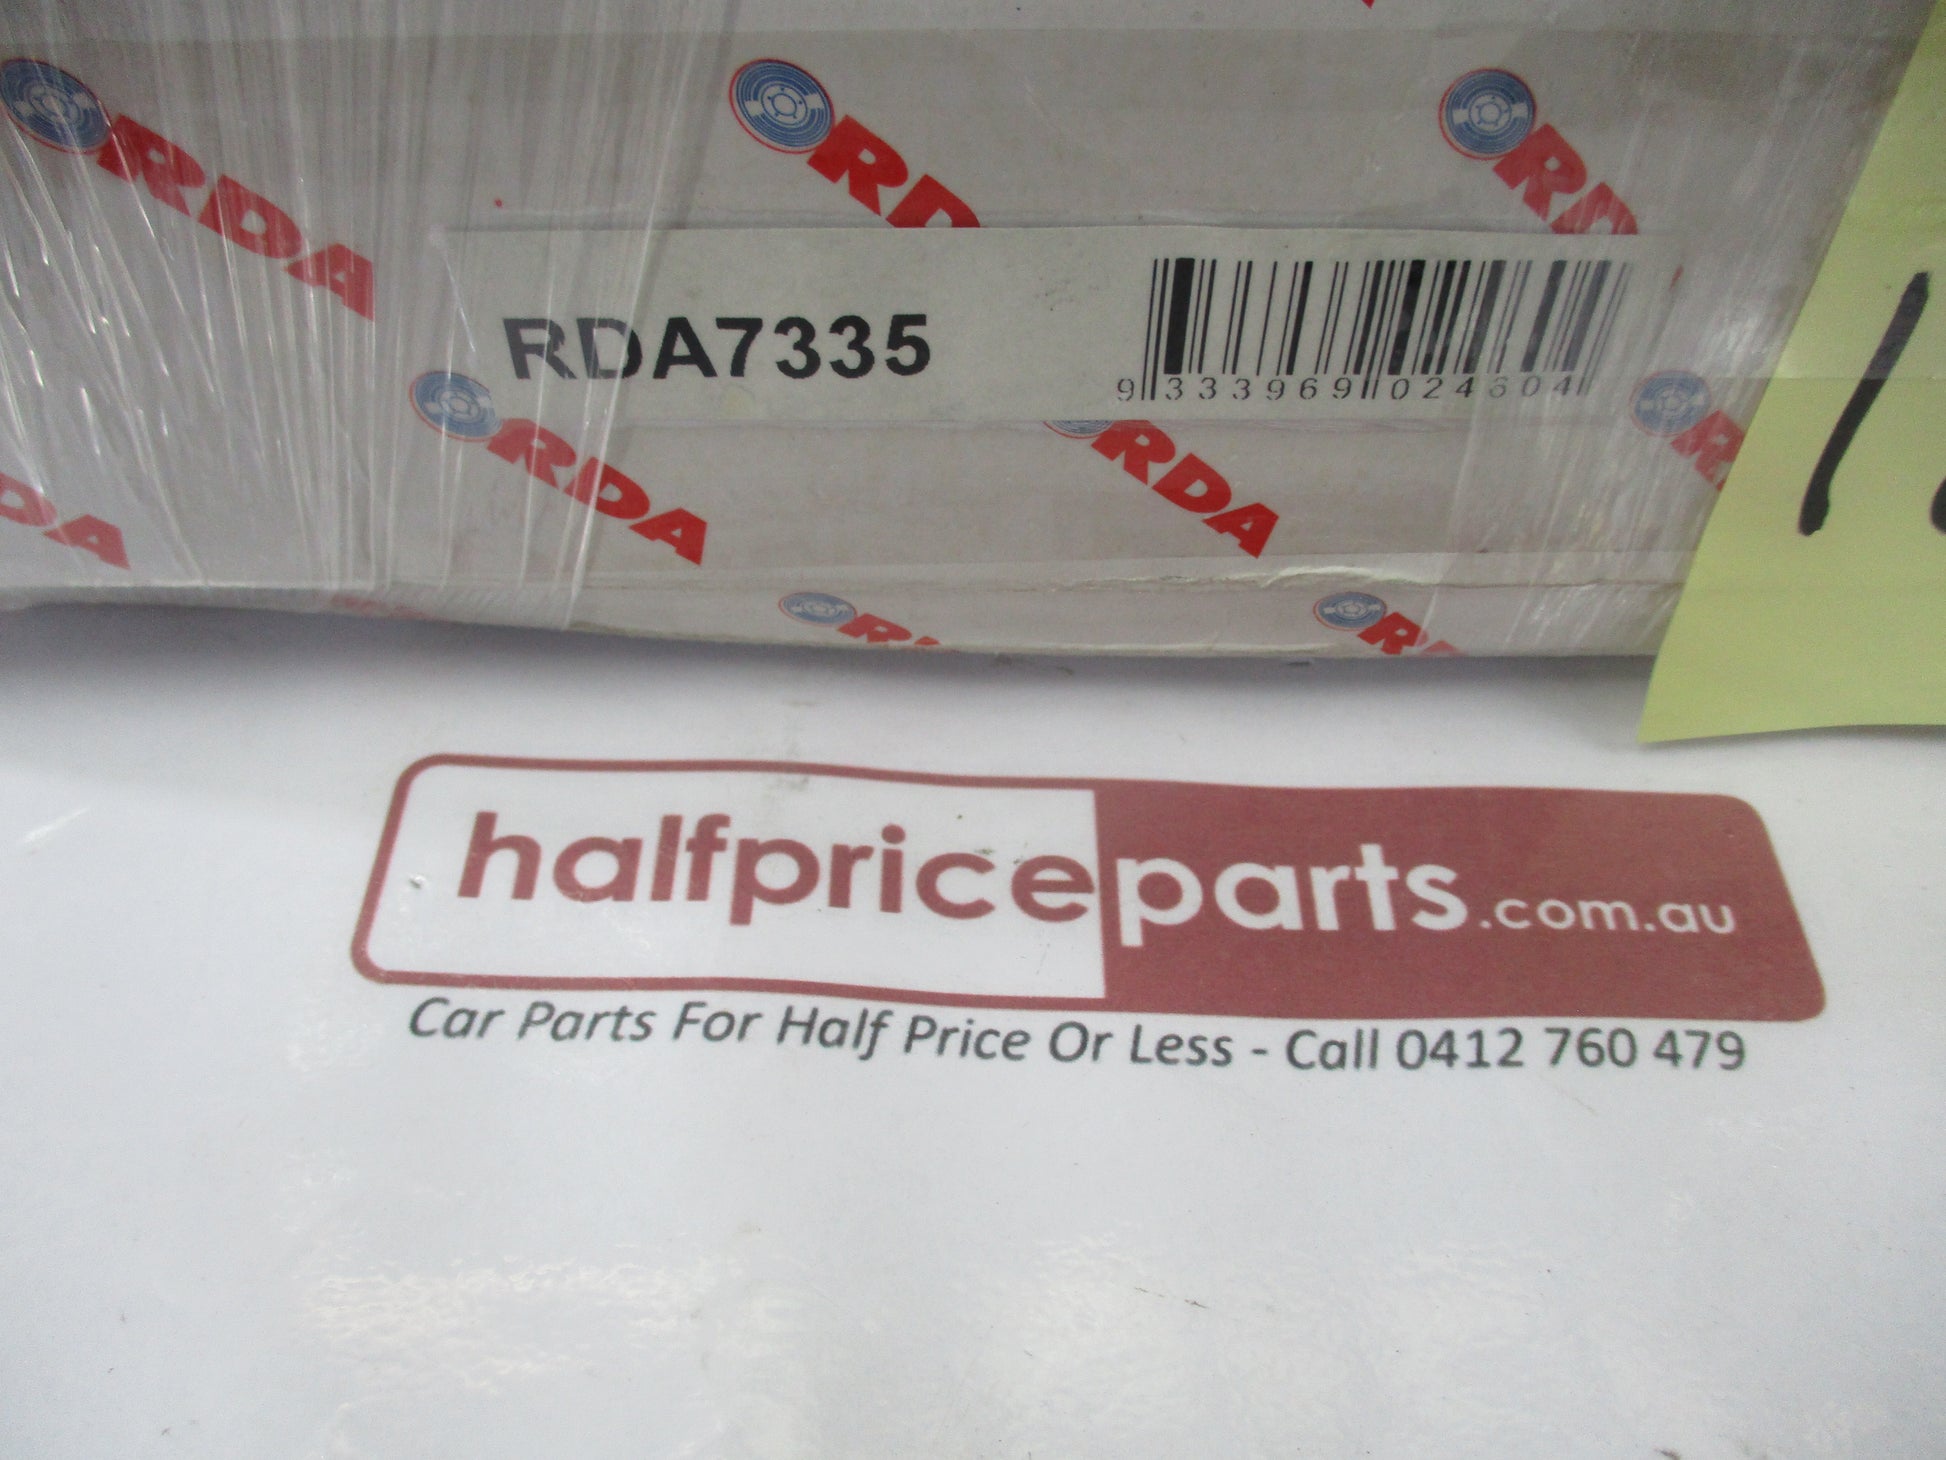 RDA
RDA
RDA
RDA7335
9 333969 024604
RDA
RDA
DA
halfpriceparts.com.au
Car Parts For Half Price Or Less - Call 0412 760 479